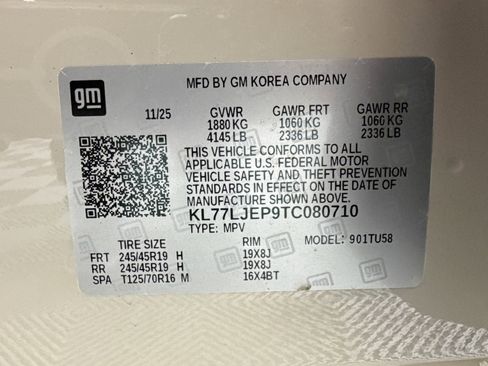 gm
MFD BY GM KOREA COMPANY
11/25 GVWR GAWR FRT GAWR RR
1880 KG 1060 KG 1060 KG
4145 LB 2336 LB 2336 LB
THIS VEHICLE CONFORMS TO ALL
APPLICABLE U.S. FEDERAL MOTOR
VEHICLE SAFETY AND THEFT PREVENTION
STANDARDS IN EFFECT ON THE DATE OF
MANUFACTURE SHOWN ABOVE.
KL77LJEP9TC080710
TYPE: MPV
TIRE SIZE RIM MODEL: 901TU58
FRT 245/45R19 H 19X8J
RR 245/45R19 H 19X8J
SPA T125/70R16 M 16X4BT